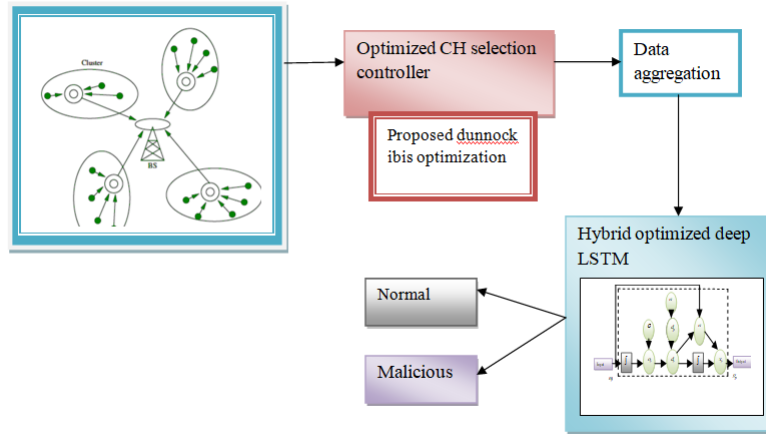 Cluster
BS
Optimized CH selection
controller
Proposed dunnock
ibis optimization
Data
aggregation
Hybrid optimized deep
LSTM
Normal
Malicious